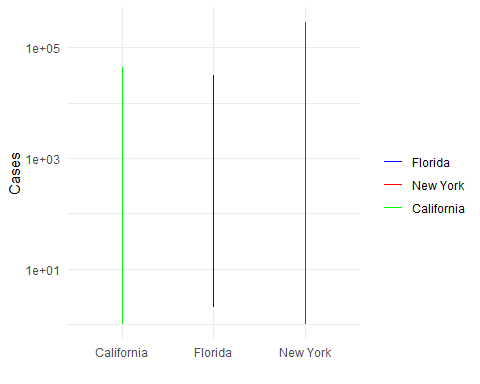 1e+05
1e+03
1e+01
Cases
California Florida New York
Florida
New York
California